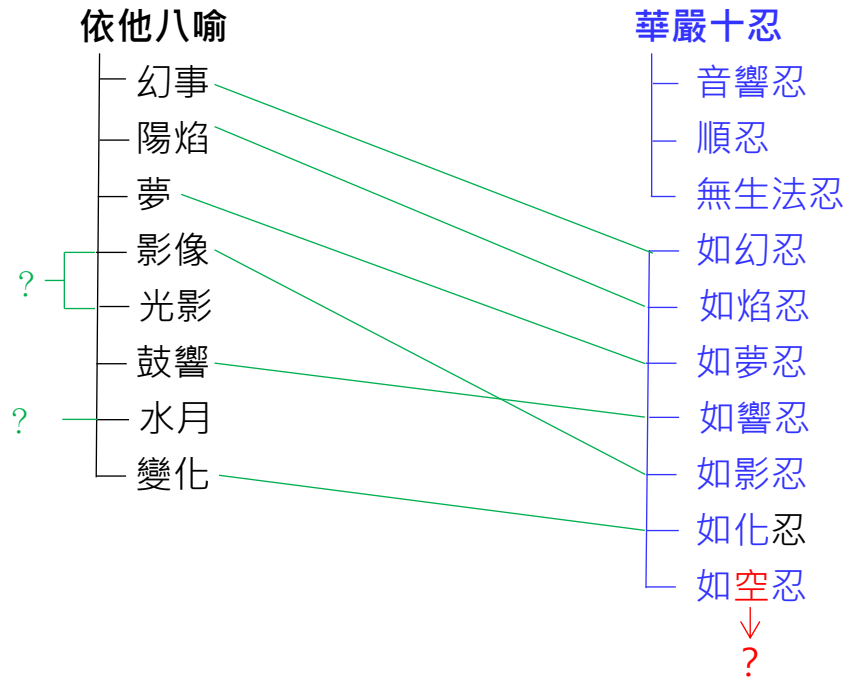 依他八喻
幻事
陽焰
夢
影像
光影
鼓響
水月
變化
?
?
華嚴十忍
音響忍
順忍
無生法忍
如幻忍
如焰忍
如夢忍
如響忍
如影忍
如化忍
如空忍
?